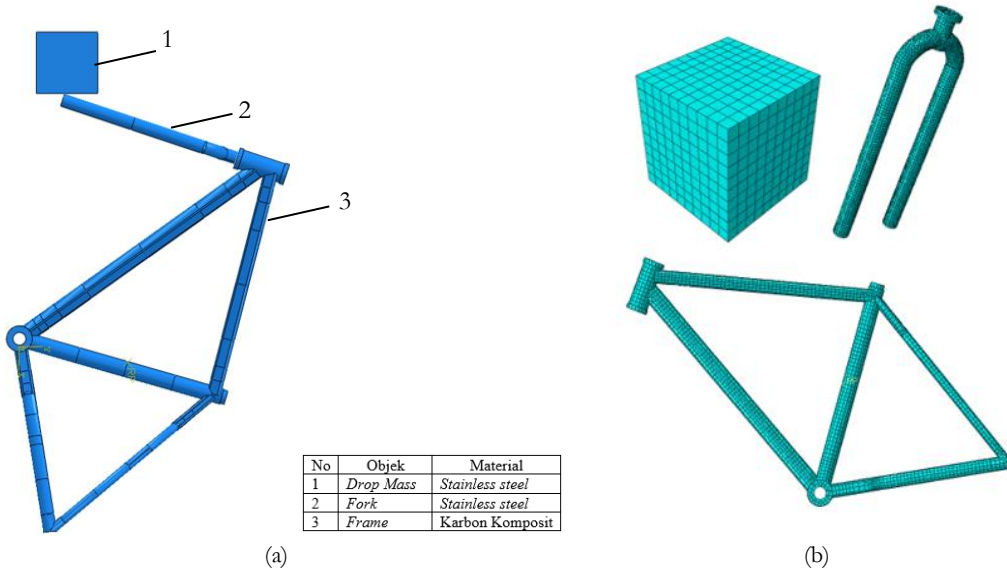 1
2
3
No Objek Material
1 Drop Mass Stainless steel
2 Fork Stainless steel
3 Frame Karbon Komposit
(a)
(b)